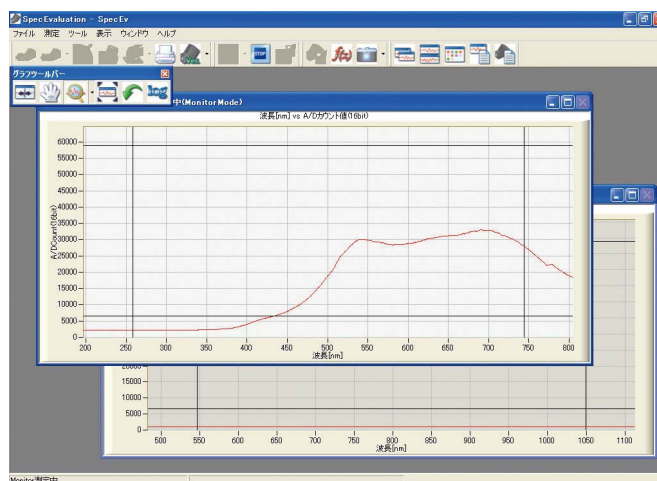 SpecEvaluation - SpecEv
ファイル 測定 ツール 表示 ウィンドウ ヘルプ
STOP
f(x)
グラフツールバー
log
中(MonitorMode)
波長[nm] vs A/Dカウント値(16bit)
A/DCount(16bit)
60000
55000
50000
45000
40000
35000
30000
25000
20000
15000
10000
5000
0
200 250 300 350 400 450 500 550 600 650 700 750 800
波長[nm]
20000
15000
10000
5000
0
500 550 600 650 700 750 800 850 900 950 1000 1050 1100
波長[nm]
Monitor測定中